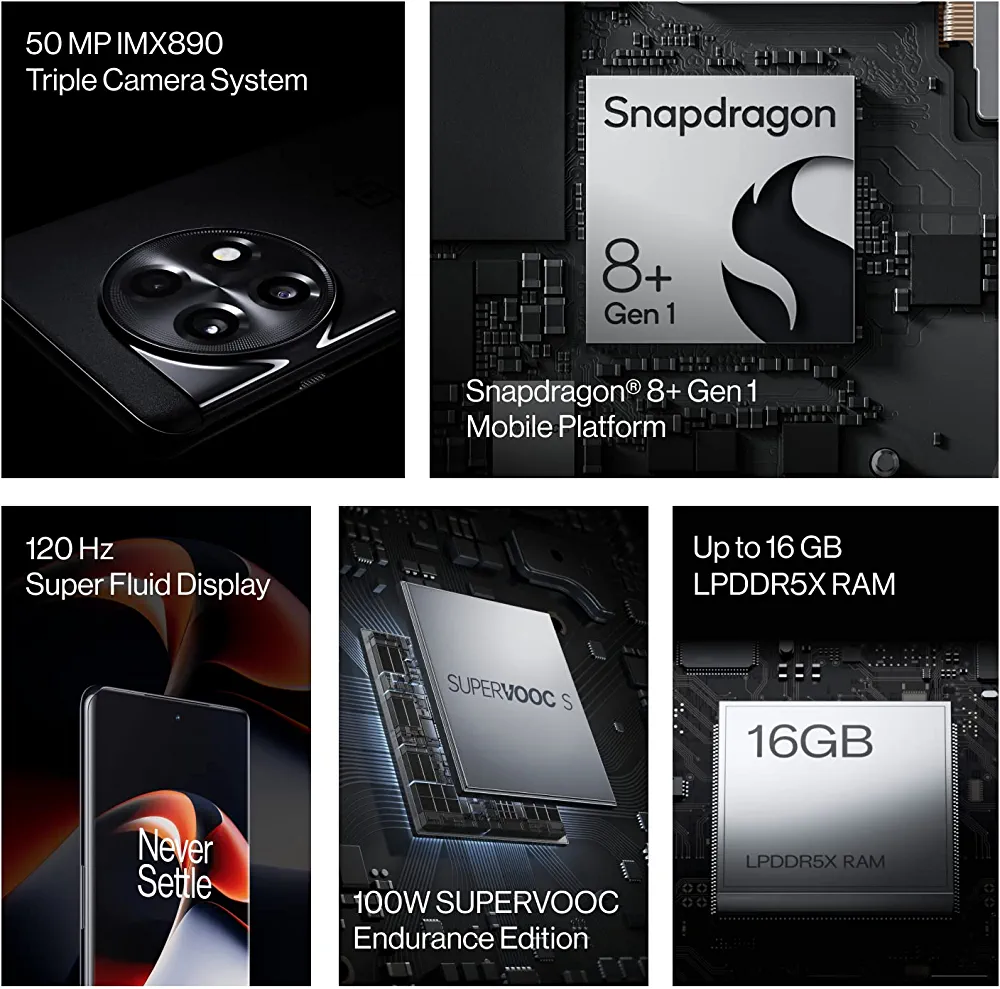 50 MP IMX890
Triple Camera System
Snapdragon
8+
Gen 1
Snapdragon® 8+ Gen 1
Mobile Platform
120 Hz
Super Fluid Display
Never
Settle
SUPERVOOC S
100W SUPERVOOC
Endurance Edition
Up to 16 GB
LPDDR5X RAM
16GB
LPDDR5X RAM